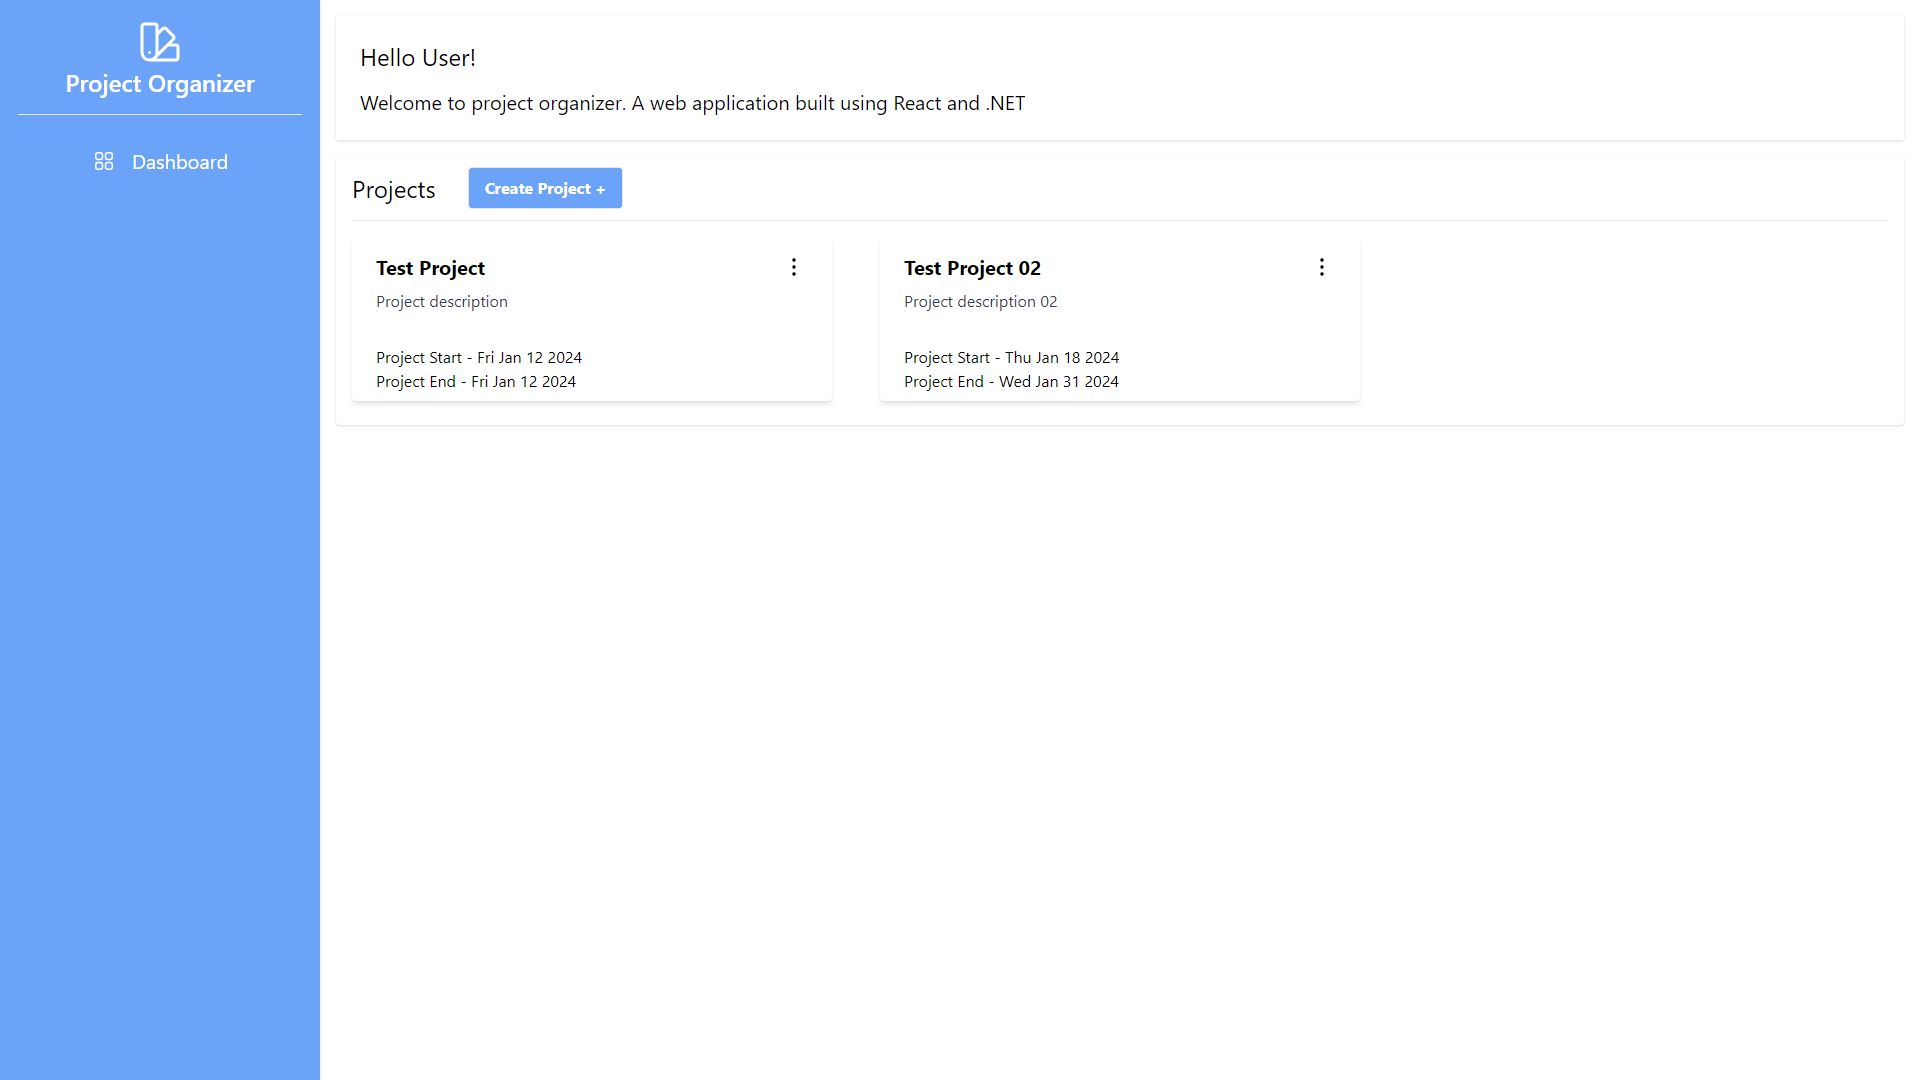 Project Organizer
Dashboard
Hello User!
Welcome to project organizer. A web application built using React and .NET
Projects
Create Project +
Test Project
Project description
Project Start - Fri Jan 12 2024
Project End - Fri Jan 12 2024
Test Project 02
Project description 02
Project Start - Thu Jan 18 2024
Project End - Wed Jan 31 2024